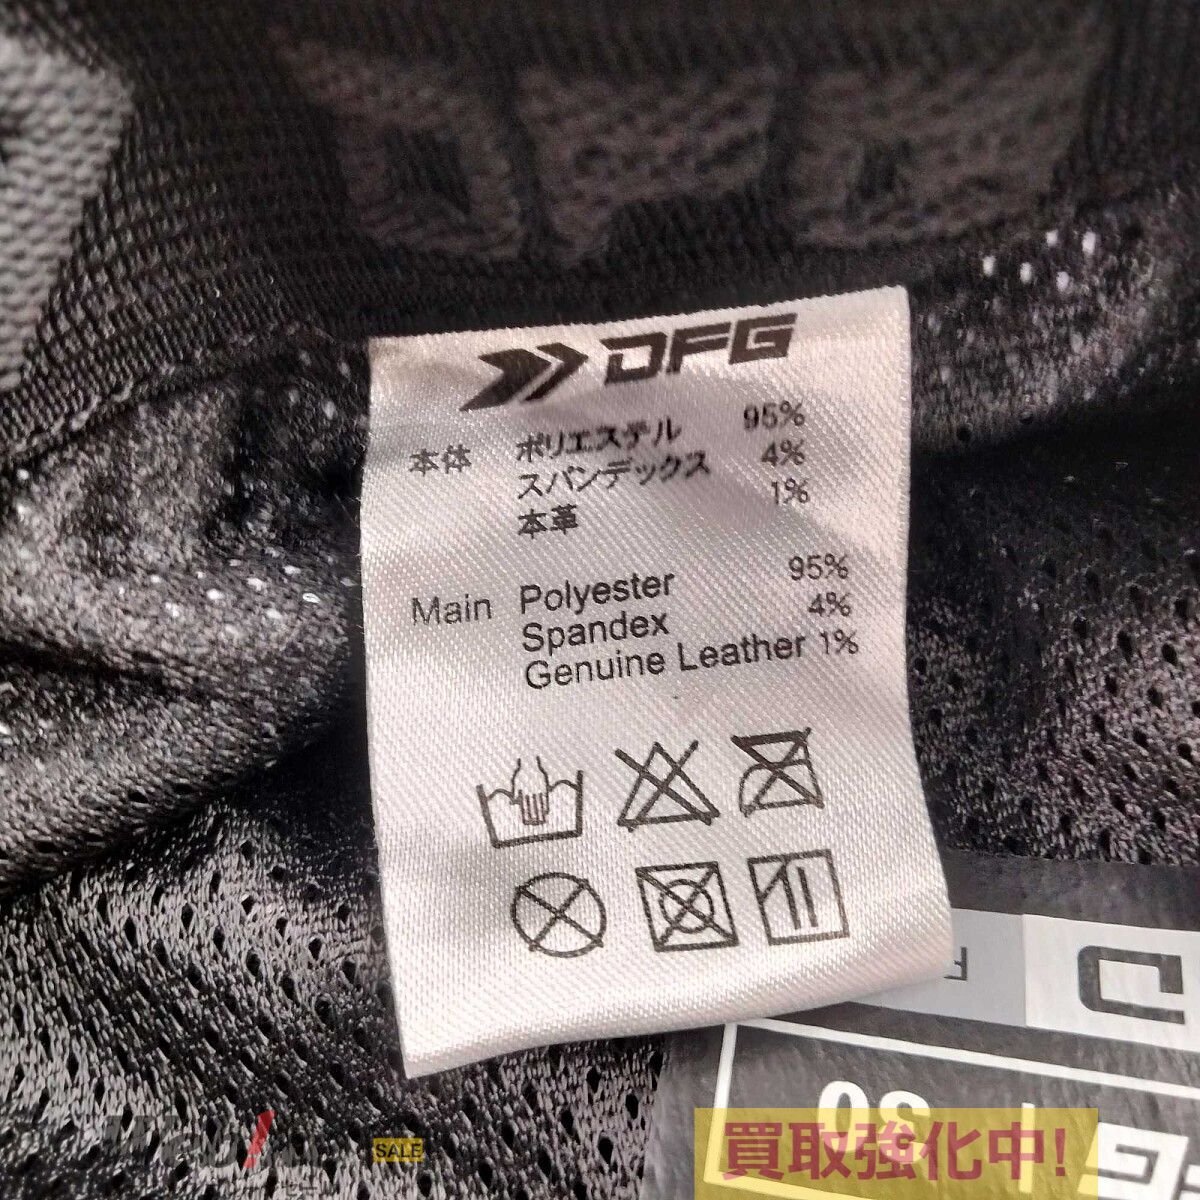 DFG
本体 ポリエステル 95%
スパンデックス 4%
本革 1%
Main Polyester 95%
Spandex 4%
Genuine Leather 1%
SALE
買取強化中!